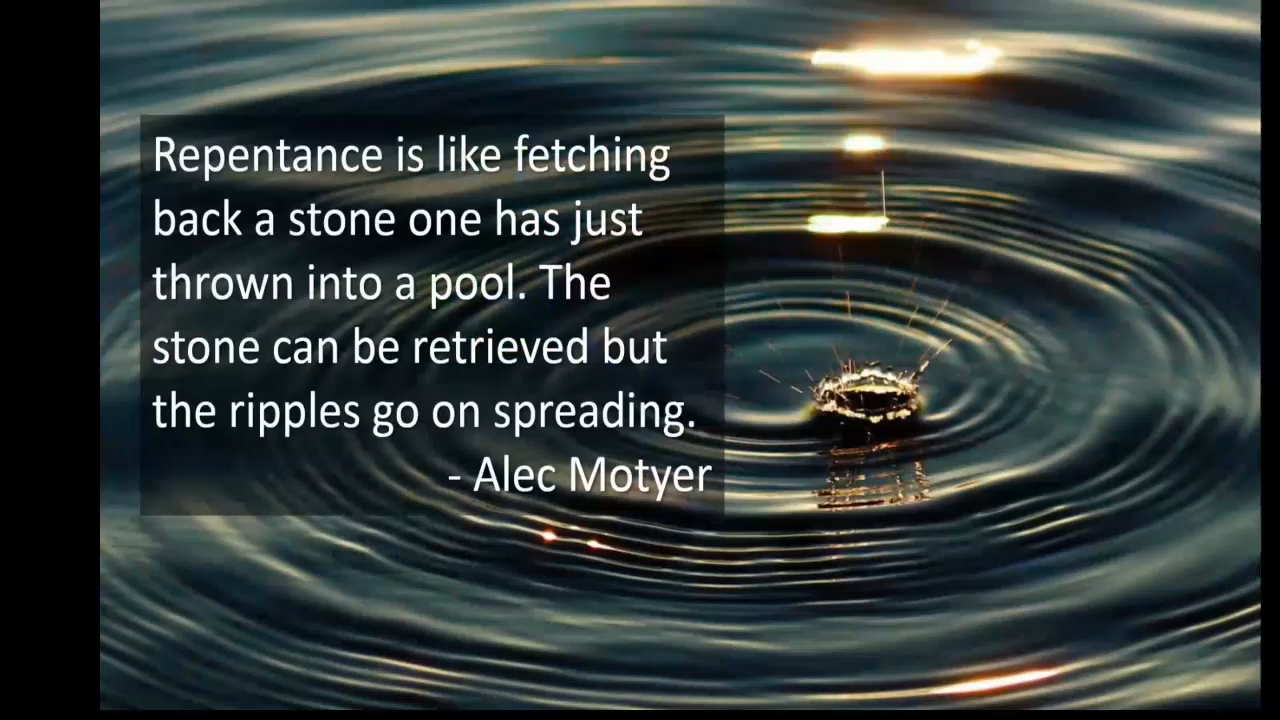 Repentance is like fetching
back a stone one has just
thrown into a pool. The
stone can be retrieved but
the ripples go on spreading.
- Alec Motyer